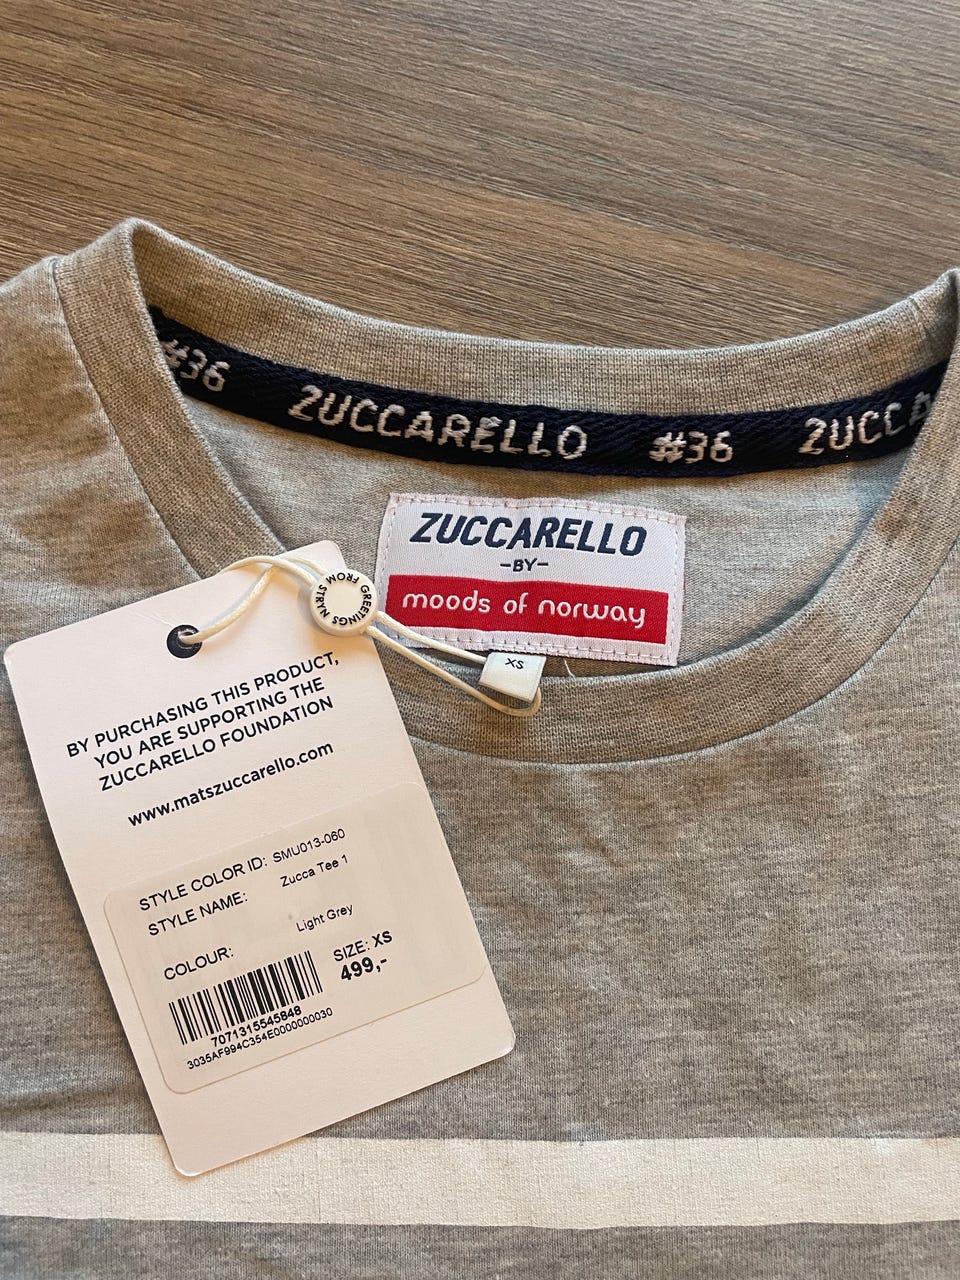 #36 ZUCCARELLO #36 ZUCCA
ZUCCARELLO
-BY-
moods of norway
XS
GREETINGS FROM STRYN
BY PURCHASING THIS PRODUCT,
YOU ARE SUPPORTING THE
ZUCCARELLO FOUNDATION
www.matszuccarello.com
STYLE COLOR ID: SMU013-060
STYLE NAME: Zucca Tee 1
COLOUR: Light Grey
SIZE: XS
499,-
7071315545848
3035AF994C354E0000000030